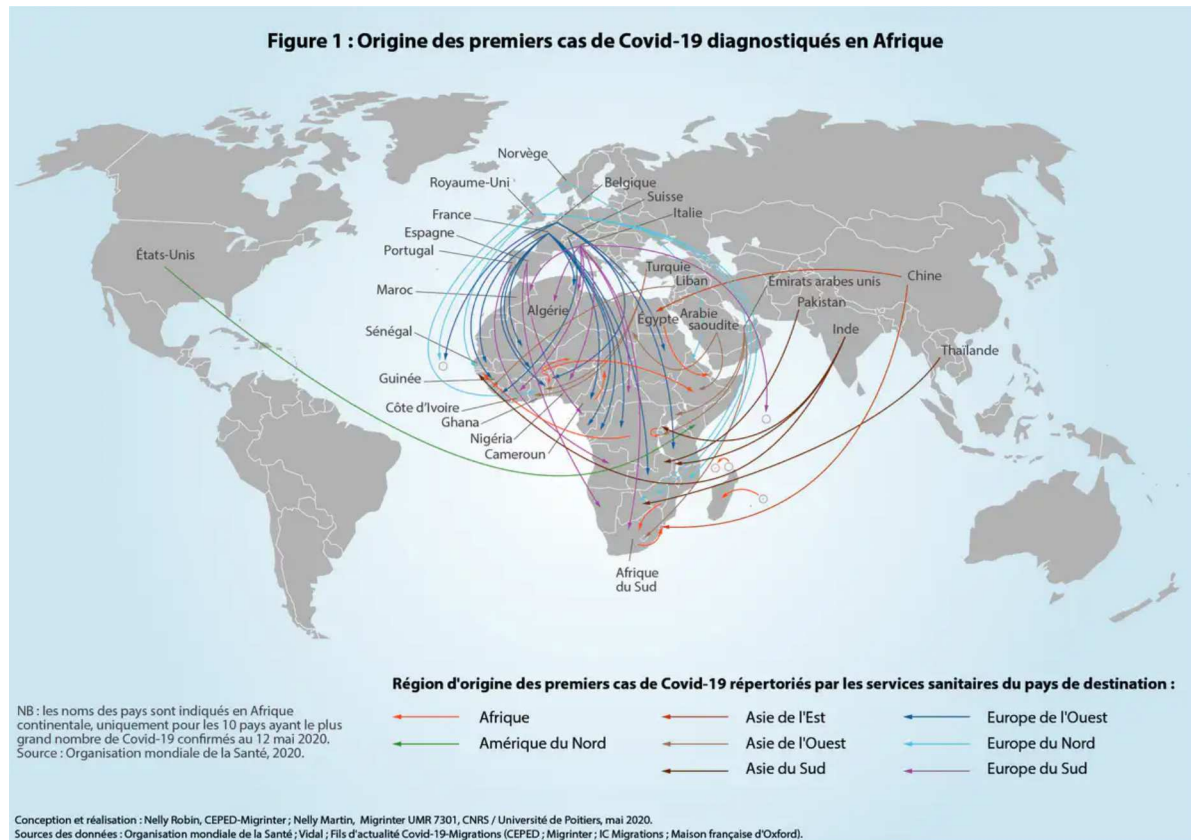 Figure 1 : Origine des premiers cas de Covid-19 diagnostiqués en Afrique
Norvège
Royaume-Uni
Belgique
Suisse
France
Italie
Espagne
Portugal
États-Unis
Turquie
Chine
Liban
Émirats arabes unis
Maroc
Pakistan
Algérie
Égypte
Arabie
saoudite
Sénégal
Inde
Thaïlande
Guinée
Côte d'Ivoire
Ghana
Nigéria
Cameroun
Afrique
du Sud
Région d'origine des premiers cas de Covid-19 répertoriés par les services sanitaires du pays de destination :
NB : les noms des pays sont indiqués en Afrique
continentale, uniquement pour les 10 pays ayant le plus
grand nombre de Covid-19 confirmés au 12 mai 2020.
Source : Organisation mondiale de la Santé, 2020.
Afrique
Amérique du Nord
Asie de l'Est
Asie de l'Ouest
Asie du Sud
Europe de l'Ouest
Europe du Nord
Europe du Sud
Conception et réalisation : Nelly Robin, CEPED-Migrinter ; Nelly Martin, Migrinter UMR 7301, CNRS / Université de Poitiers, mai 2020.
Sources des données : Organisation mondiale de la Santé ; Vidal ; Fils d'actualité Covid-19-Migrations (CEPED ; Migrinter ; IC Migrations ; Maison française d'Oxford).